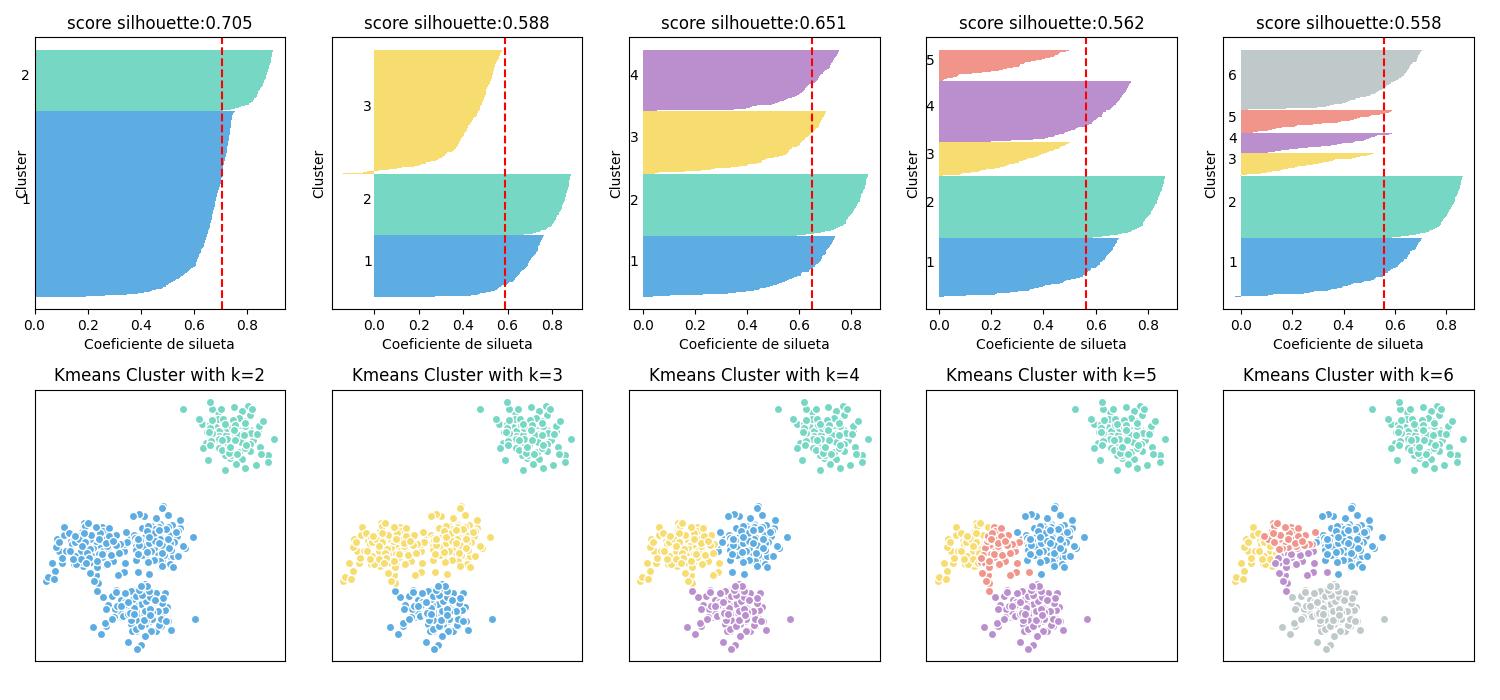 score silhouette:0.705
score silhouette:0.588
score silhouette:0.651
score silhouette:0.562
score silhouette:0.558
Cluster
2
1
0.0 0.2 0.4 0.6 0.8
Coeficiente de silueta
Cluster
3
2
1
0.0 0.2 0.4 0.6 0.8
Coeficiente de silueta
Cluster
4
3
2
1
0.0 0.2 0.4 0.6 0.8
Coeficiente de silueta
Cluster
5
4
3
2
1
0.0 0.2 0.4 0.6 0.8
Coeficiente de silueta
Cluster
6
5
4
3
2
1
0.0 0.2 0.4 0.6 0.8
Coeficiente de silueta
Kmeans Cluster with k=2
Kmeans Cluster with k=3
Kmeans Cluster with k=4
Kmeans Cluster with k=5
Kmeans Cluster with k=6